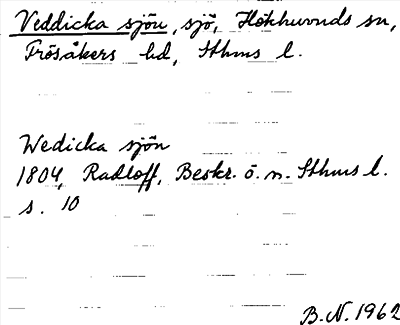 Veddicka sjön, sjö, Hökhuvuds sn,
Frösåkers hd, Sthms l.
Wedicka sjön
1804, Radloff, Beskr. ö. n. Sthms l.
s. 10
B.N. 1962